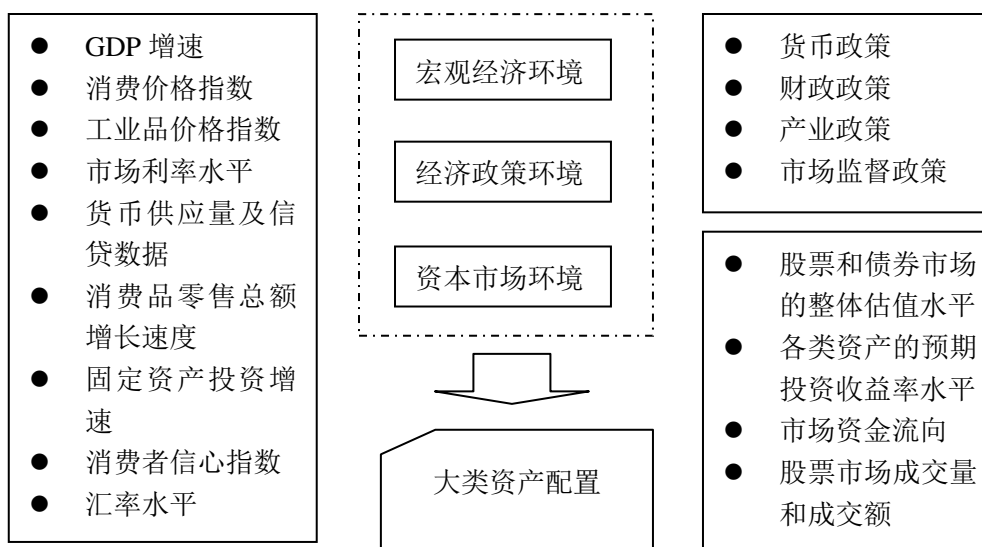 ● GDP 增速
● 消费价格指数
● 工业品价格指数
● 市场利率水平
● 货币供应量及信
贷数据
● 消费品零售总额
增长速度
● 固定资产投资增
速
● 消费者信心指数
● 汇率水平
宏观经济环境
经济政策环境
资本市场环境
大类资产配置
● 货币政策
● 财政政策
● 产业政策
● 市场监督政策
● 股票和债券市场
的整体估值水平
● 各类资产的预期
投资收益率水平
● 市场资金流向
● 股票市场成交量
和成交额